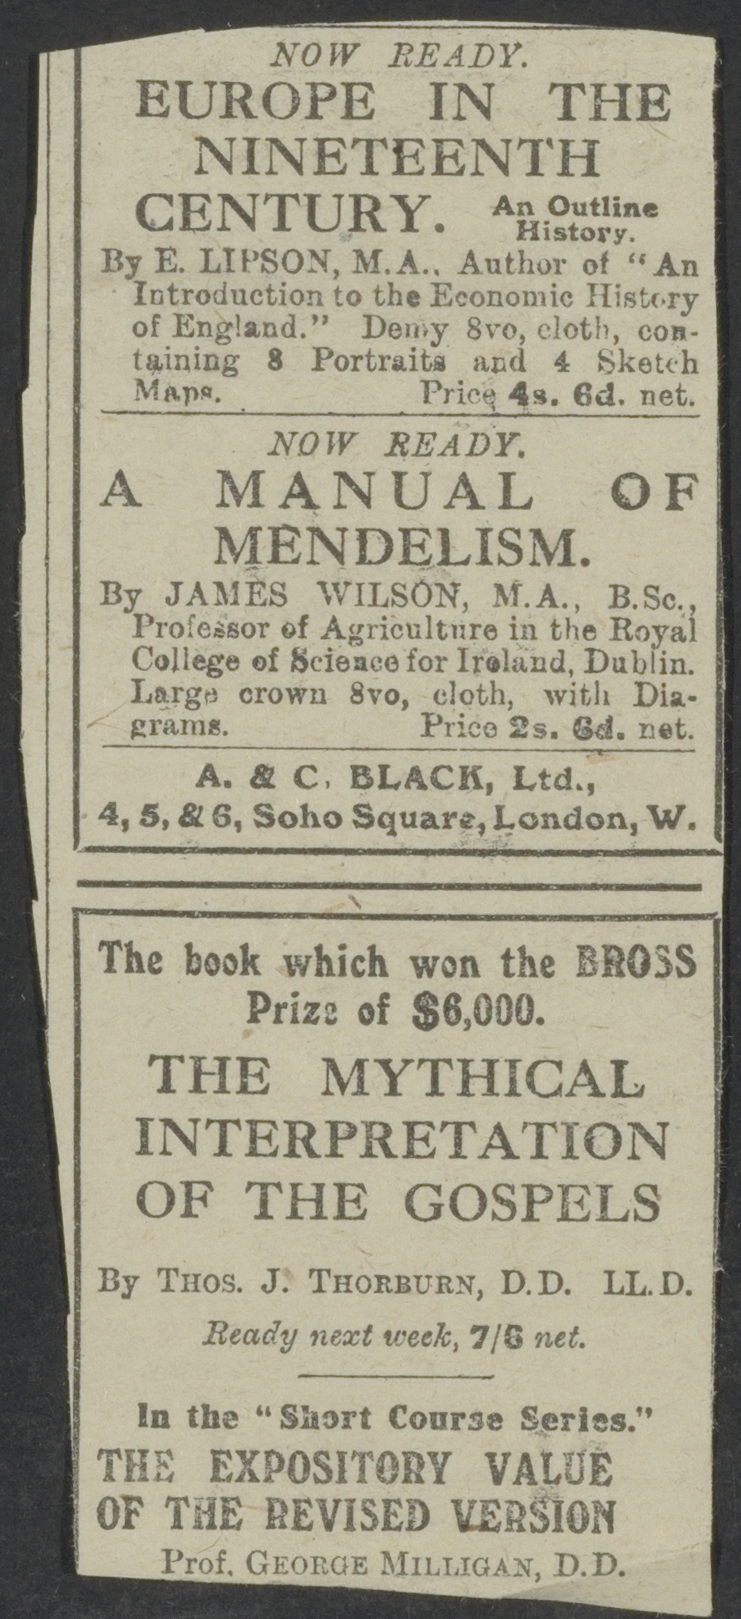 NOW READY.
EUROPE IN THE
NINETEENTH
CENTURY. An Outline
History.
By E. LIPSON, M.A., Author of "An
Introduction to the Economic History
of England." Demy 8vo, cloth, con-
taining 8 Portraits and 4 Sketch
Maps. Price 4s. 6d. net.
NOW READY.
A MANUAL OF
MENDELISM.
By JAMES WILSON, M.A., B.Sc.,
Professor of Agriculture in the Royal
College of Science for Ireland, Dublin.
Large crown 8vo, cloth, with Dia-
grams. Price 2s. 6d. net.
A. & C. BLACK, Ltd.,
4, 5, & 6, Soho Square, London, W.
The book which won the BROSS
Prize of $6,000.
THE MYTHICAL
INTERPRETATION
OF THE GOSPELS
By THOS. J. THORBURN, D.D. LL.D.
Ready next week, 7/6 net.
In the "Short Course Series."
THE EXPOSITORY VALUE
OF THE REVISED VERSION
Prof. GEORGE MILLIGAN, D.D.